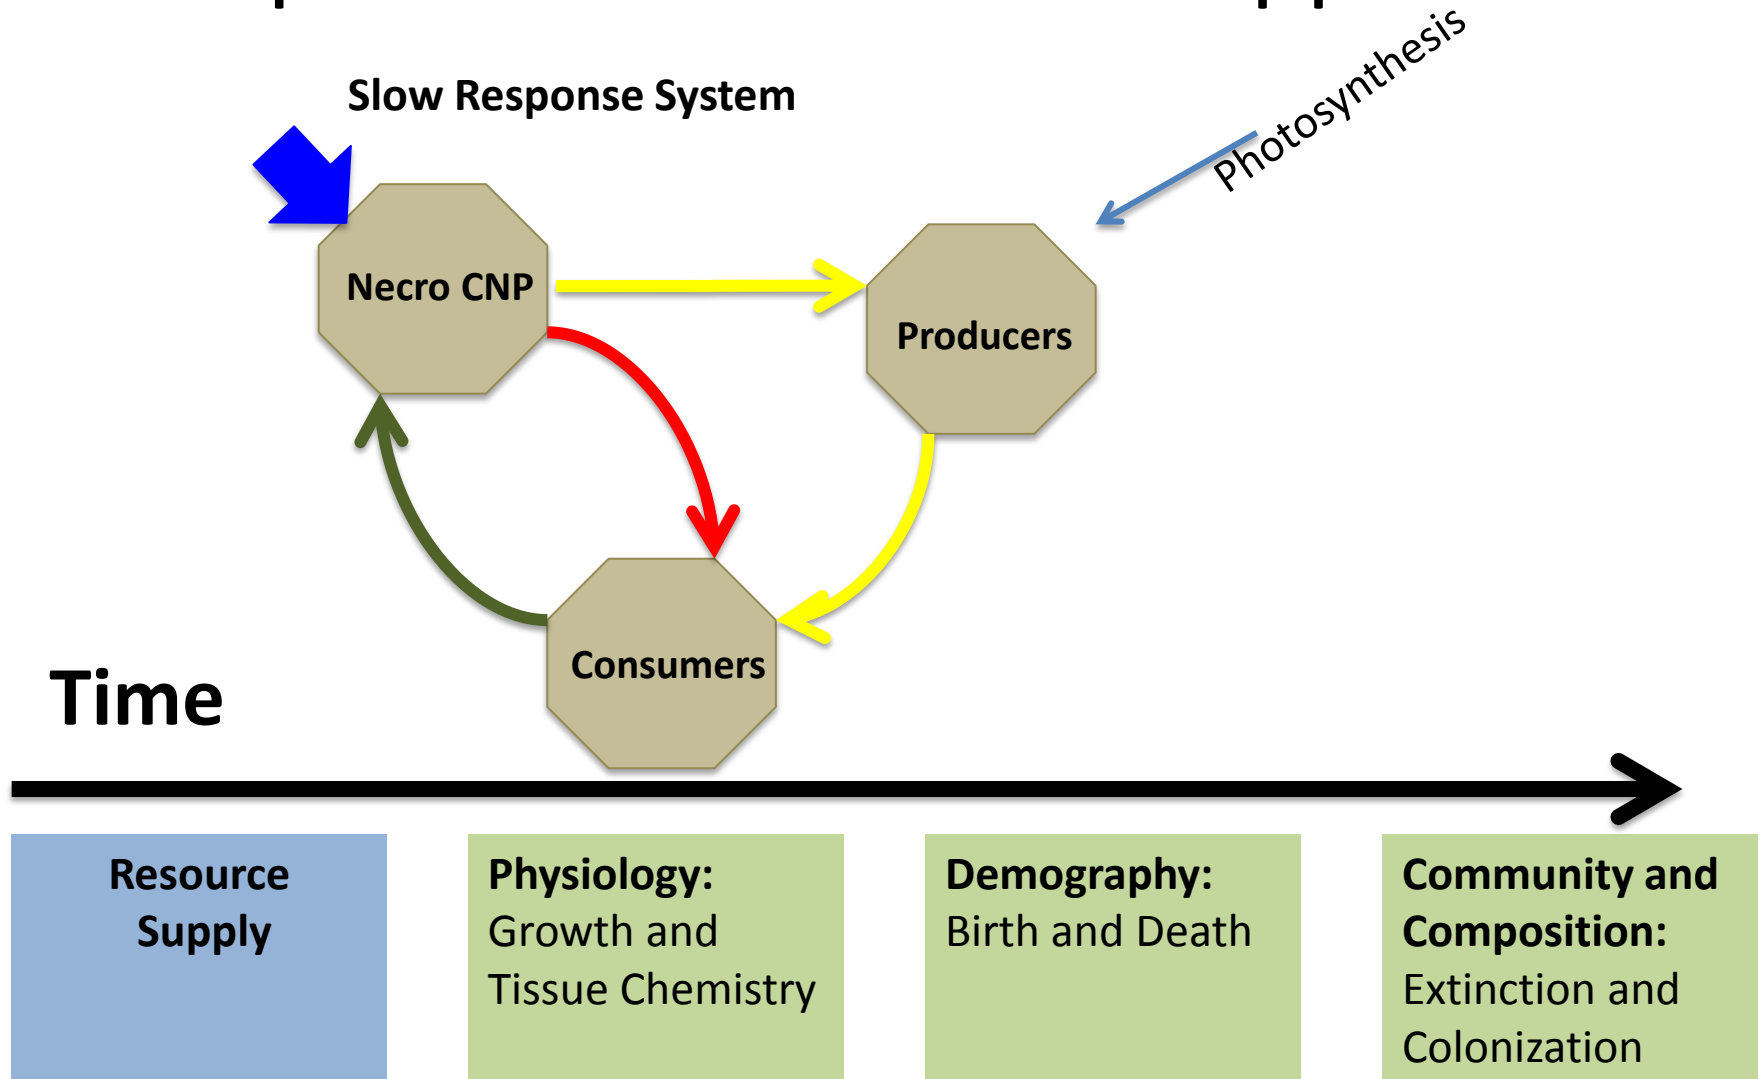 Slow Response System
Photosynthesis
Necro CNP
Producers
Consumers
Time
Resource
Supply
Physiology:
Growth and
Tissue Chemistry
Demography:
Birth and Death
Community and
Composition:
Extinction and
Colonization